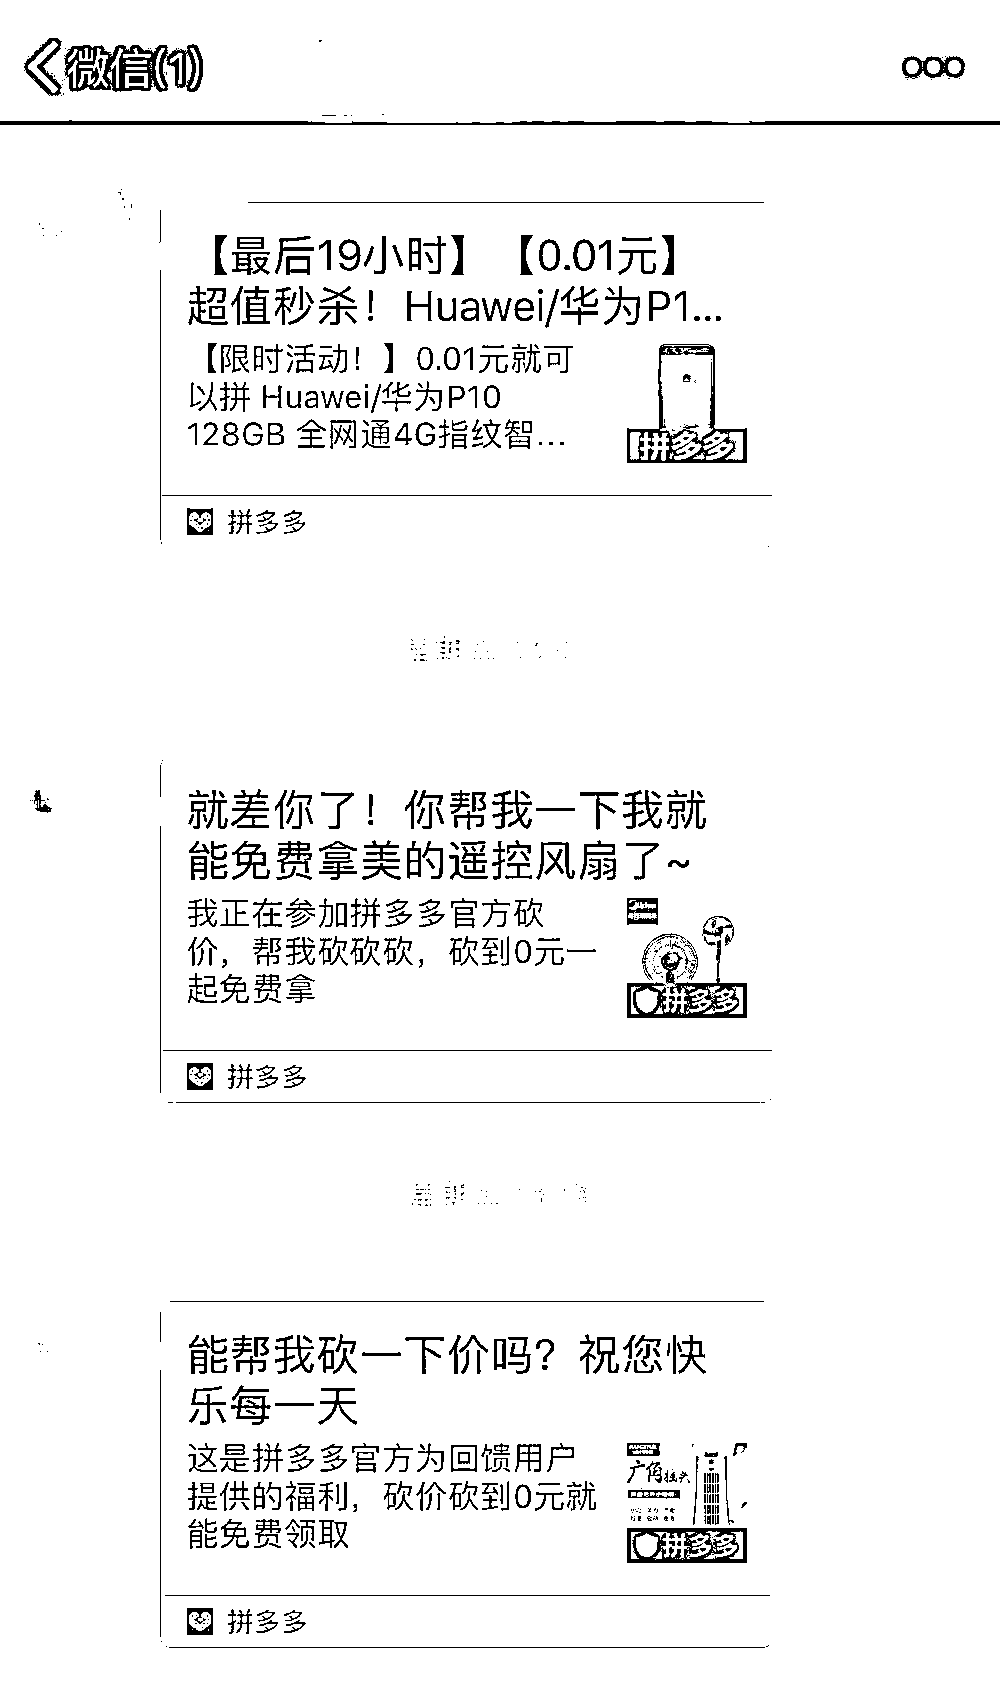 微信(1)
【最后19小时】【0.01元】
超值秒杀！Huawei/华为P1...
【限时活动！】0.01元就可
以拼 Huawei/华为P10
128GB 全网通4G指纹智...
拼多多
拼多多
就差你了！你帮我一下我就
能免费拿美的遥控风扇了~
我正在参加拼多多官方砍
价，帮我砍砍砍，砍到0元一
起免费拿
拼多多
拼多多
能帮我砍一下价吗？祝您快
乐每一天
这是拼多多官方为回馈用户
提供的福利，砍价砍到0元就
能免费领取
广角
拼多多
拼多多